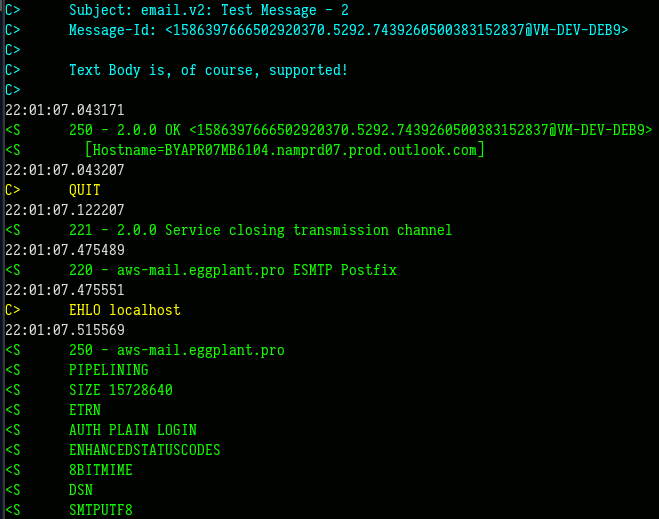 C>      Subject: email.v2: Test Message - 2
C>      Message-Id: <1586397666502920370.5292.7439260500383152837@VM-DEV-DEB9>
C>
C>      Text Body is, of course, supported!
C>
22:01:07.043171
<S      250 - 2.0.0 OK <1586397666502920370.5292.7439260500383152837@VM-DEV-DEB9>
<S        [Hostname=BYAPR07MB6104.namprd07.prod.outlook.com]
22:01:07.043207
C>      QUIT
22:01:07.122207
<S      221 - 2.0.0 Service closing transmission channel
22:01:07.475489
<S      220 - aws-mail.eggplant.pro ESMTP Postfix
22:01:07.475551
C>      EHLO localhost
22:01:07.515569
<S      250 - aws-mail.eggplant.pro
<S      PIPELINING
<S      SIZE 15728640
<S      ETRN
<S      AUTH PLAIN LOGIN
<S      ENHANCEDSTATUSCODES
<S      8BITMIME
<S      DSN
<S      SMTPUTF8